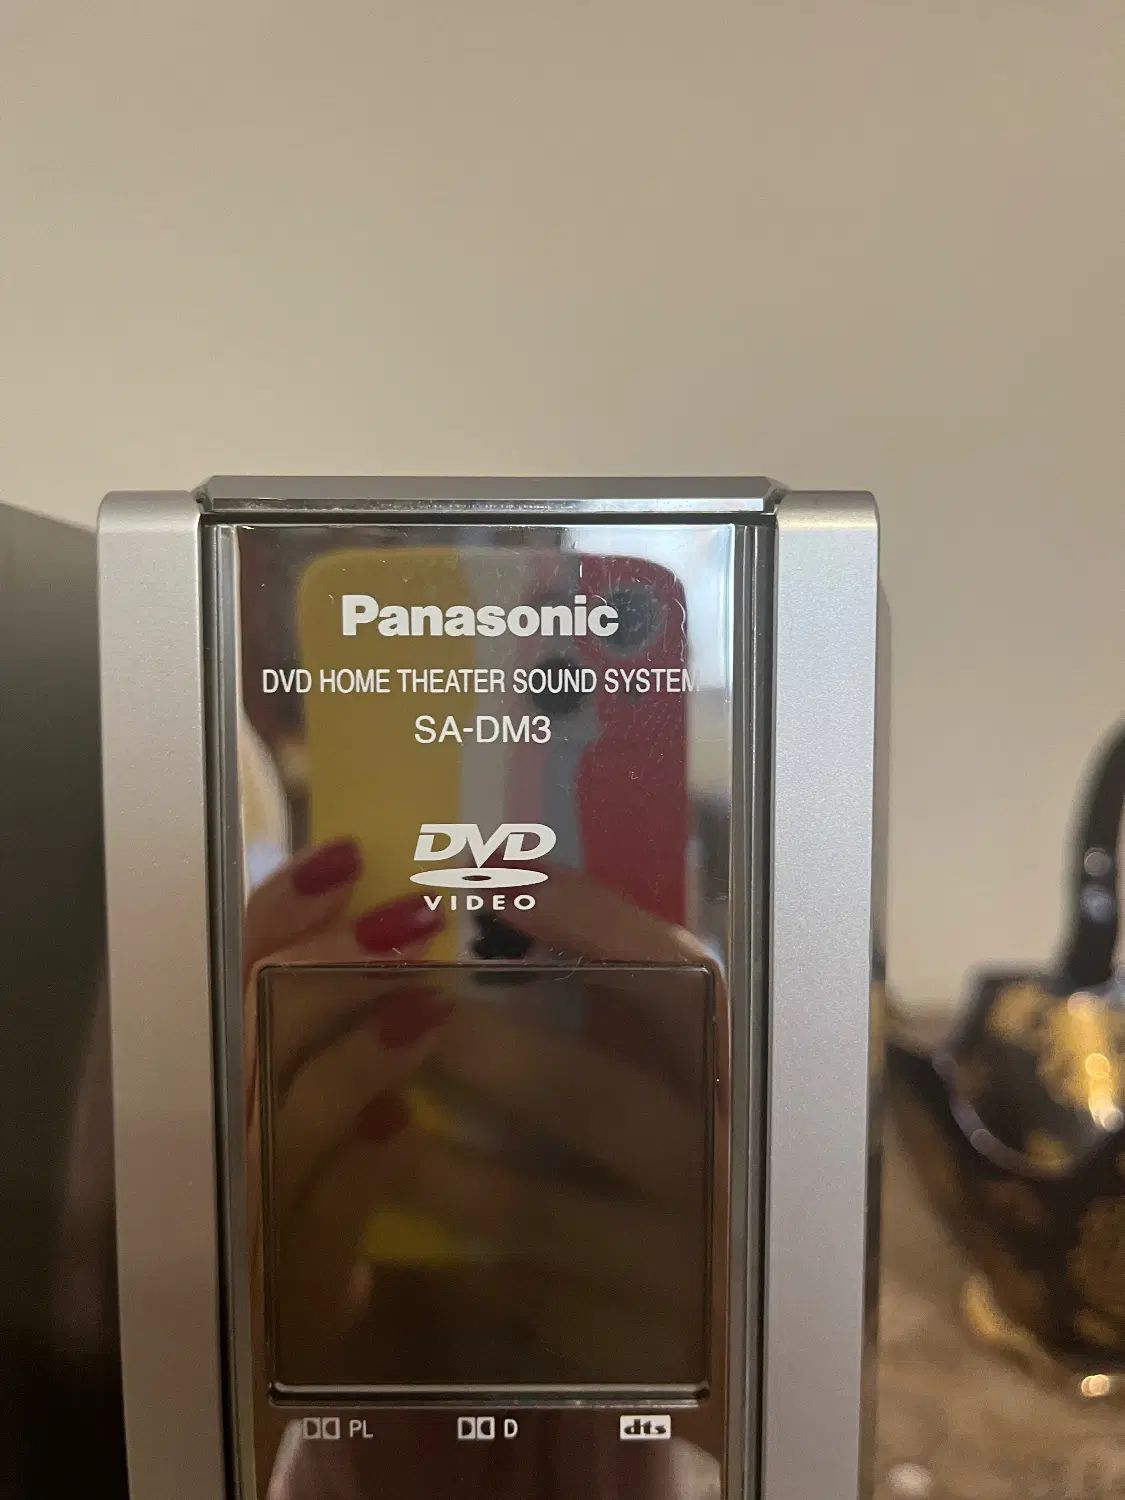 Panasonic
DVD HOME THEATER SOUND SYSTEM
SA-DM3
DVD
VIDEO
PL D dts